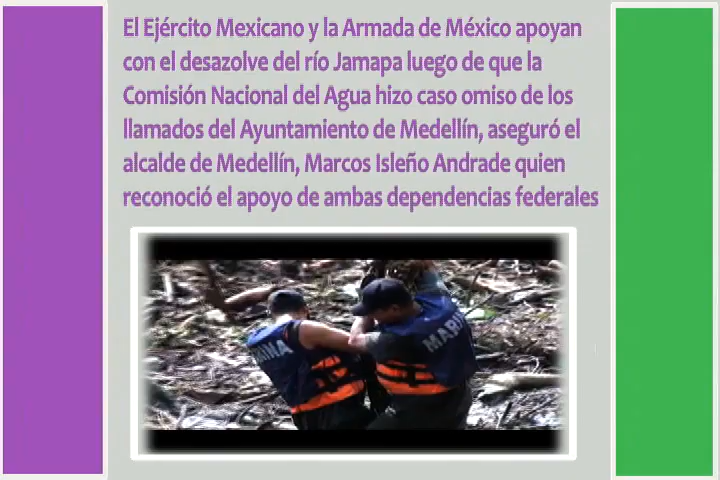 El Ejército Mexicano y la Armada de México apoyan
con el desazolve del río Jamapa luego de que la
Comisión Nacional del Agua hizo caso omiso de los
llamados del Ayuntamiento de Medellín, aseguró el
alcalde de Medellín, Marcos Isleño Andrade quien
reconoció el apoyo de ambas dependencias federales